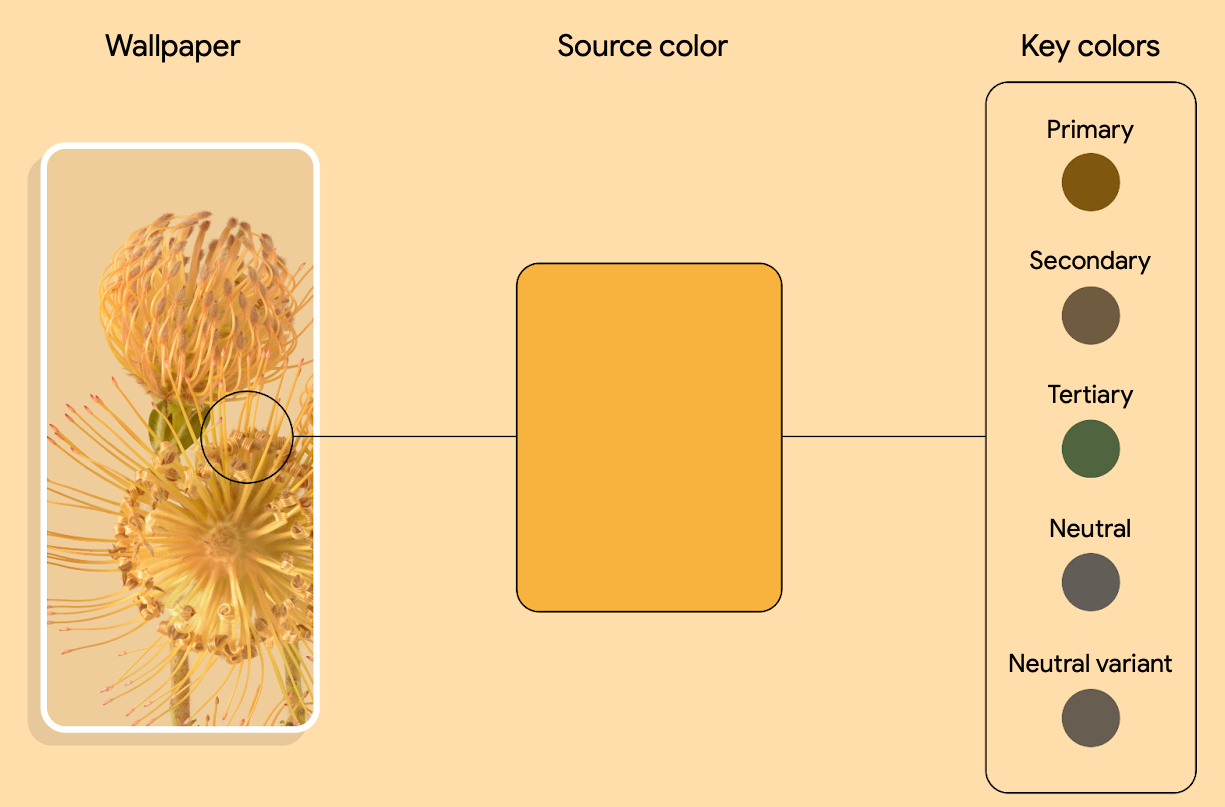 Wallpaper
Source color
Key colors
Primary
Secondary
Tertiary
Neutral
Neutral variant